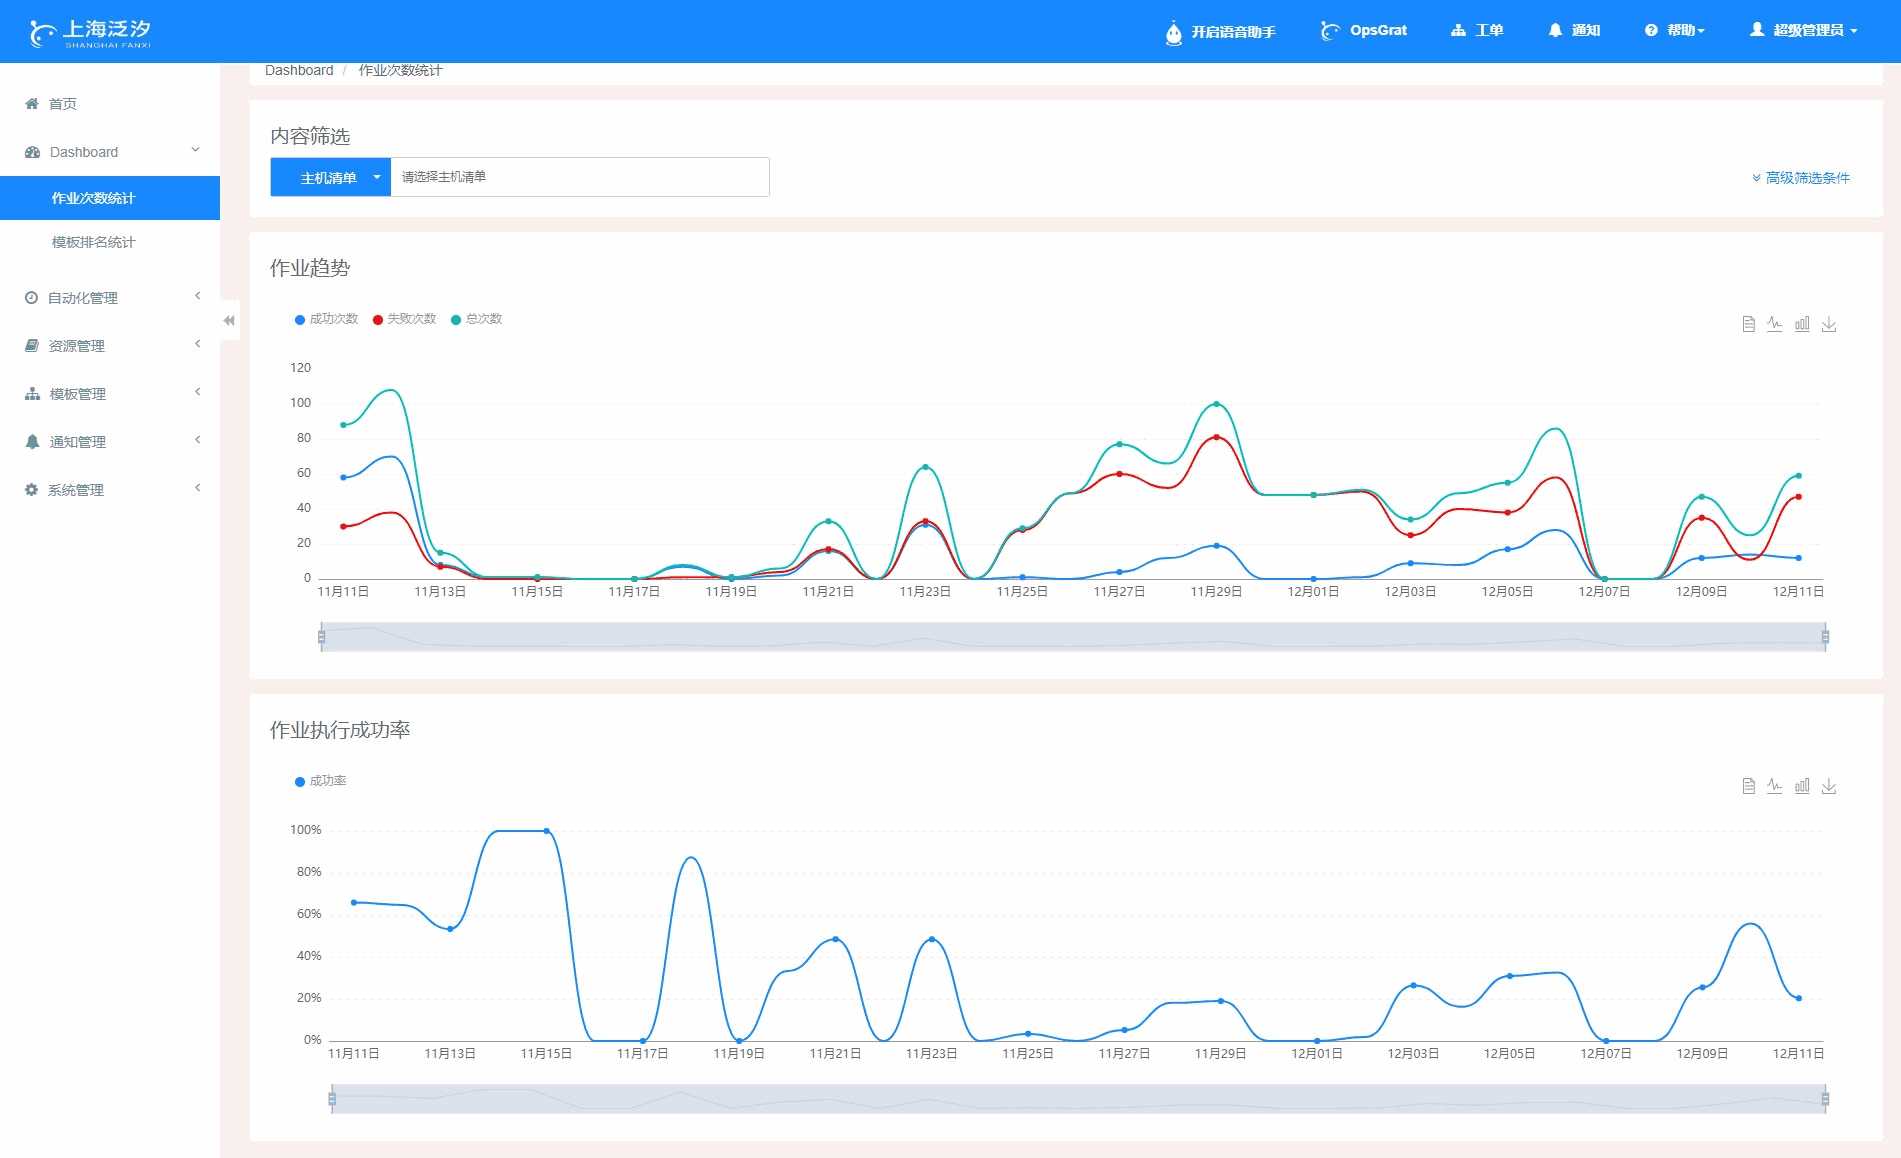 上海泛汐
SHANGHAI FANXI
开启语音助手
OpsGrat
工单
通知
帮助
超级管理员
Dashboard / 作业次数统计
首页
Dashboard
作业次数统计
模板排名统计
自动化管理
资源管理
模板管理
通知管理
系统管理
内容筛选
主机清单
请选择主机清单
高级筛选条件
作业趋势
成功次数 失败次数 总次数
120
100
80
60
40
20
0
11月11日 11月13日 11月15日 11月17日 11月19日 11月21日 11月23日 11月25日 11月27日 11月29日 12月01日 12月03日 12月05日 12月07日 12月09日 12月11日
作业执行成功率
成功率
100%
80%
60%
40%
20%
0%
11月11日 11月13日 11月15日 11月17日 11月19日 11月21日 11月23日 11月25日 11月27日 11月29日 12月01日 12月03日 12月05日 12月07日 12月09日 12月11日